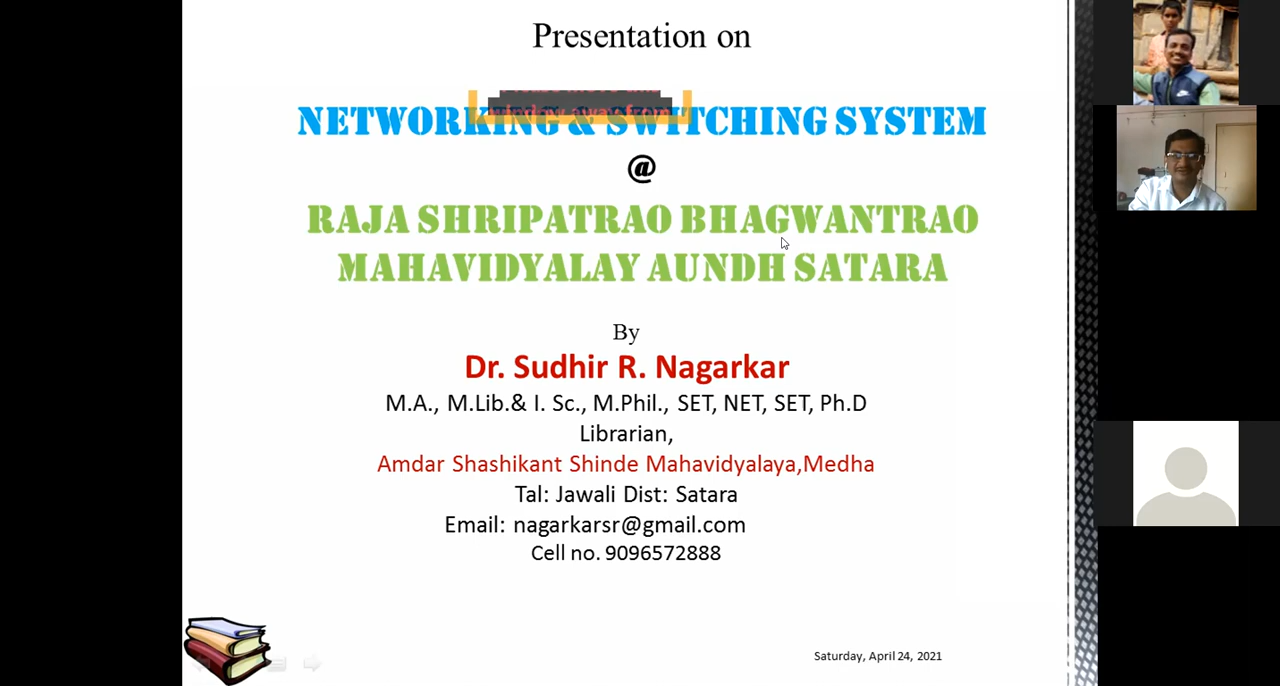 Presentation on
NETWORKING & SWITCHING SYSTEM
@
RAJA SHRIPATRAO BHAGWANTRAO
MAHAVIDYALAY AUNDH SATARA
By
Dr. Sudhir R. Nagarkar
M.A., M.Lib.& I. Sc., M.Phil., SET, NET, SET, Ph.D
Librarian,
Amdar Shashikant Shinde Mahavidyalaya,Medha
Tal: Jawali Dist: Satara
Email: nagarkarsr@gmail.com
Cell no. 9096572888
Saturday, April 24, 2021